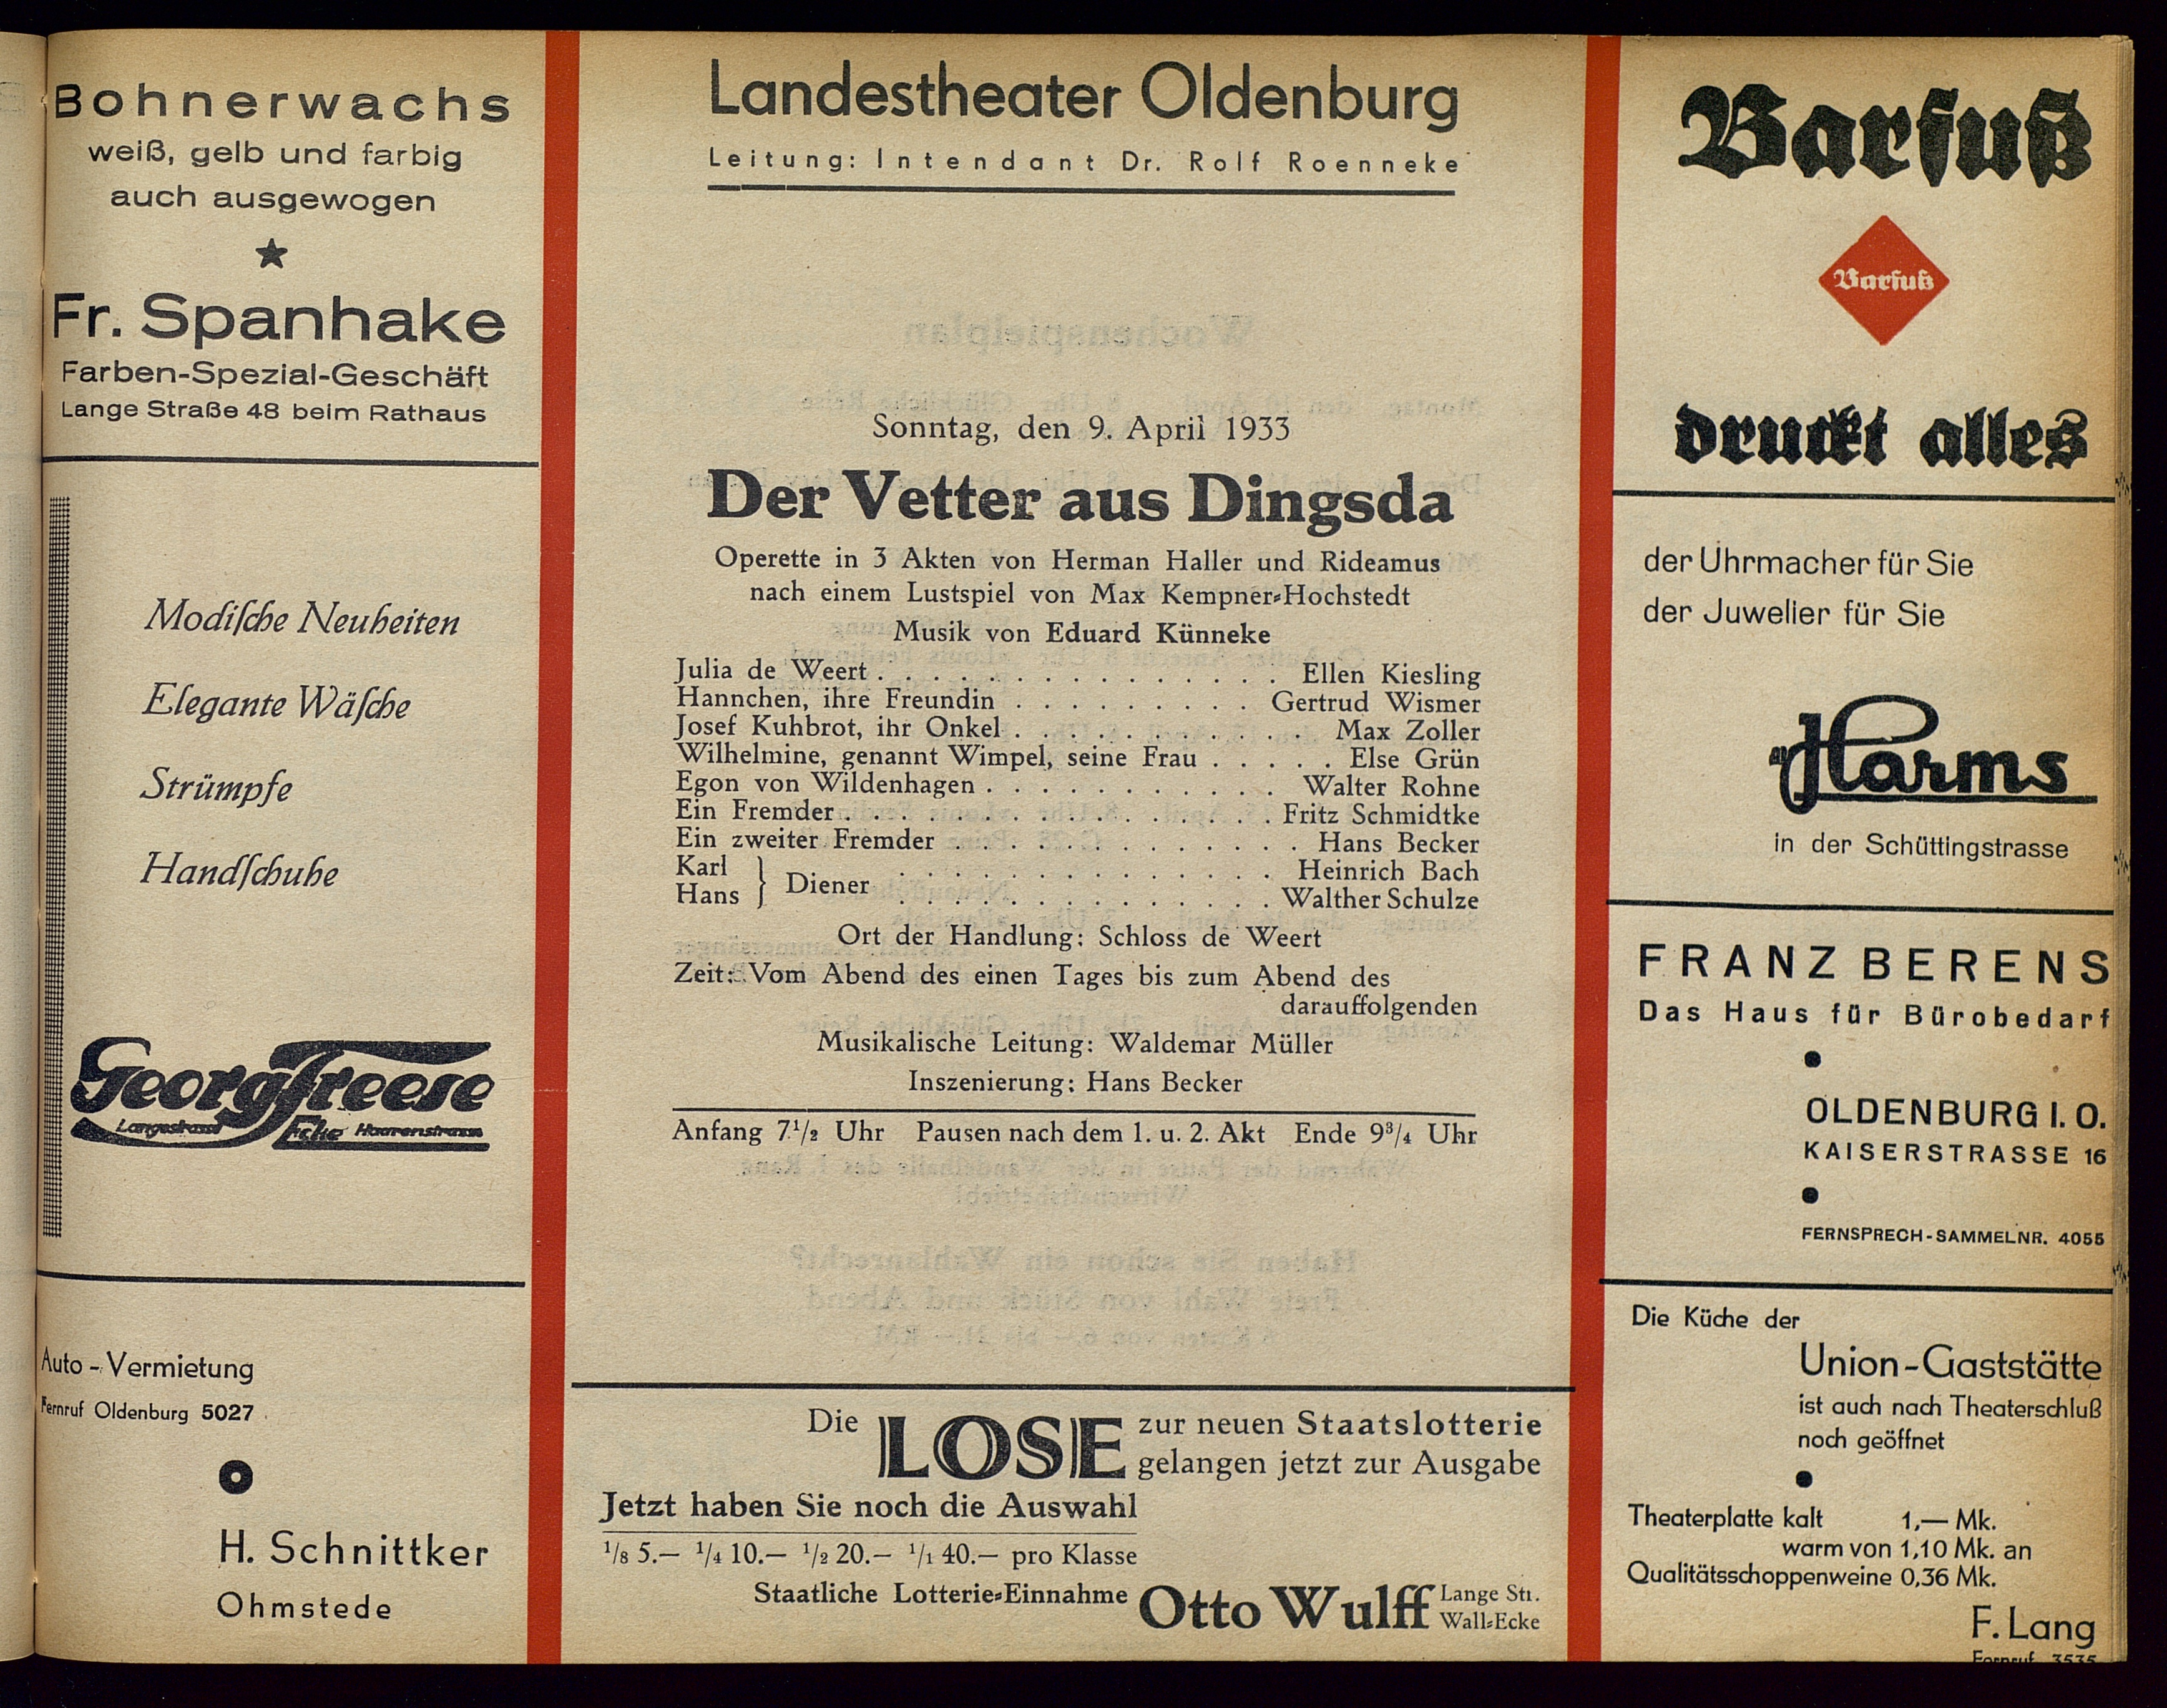 Bohnerwachs
weiß, gelb und farbig
auch ausgewogen
Fr. Spanhake
Farben-Spezial-Geschäft
Lange Straße 48 beim Rathaus
Modische Neuheiten
Elegante Wäsche
Strümpfe
Handschuhe
Georg Freese
Langestrasse Ecke Haarenstrasse
Auto-Vermietung
Fernruf Oldenburg 5027
H. Schnittker
Ohmstede
Landestheater Oldenburg
Leitung: Intendant Dr. Rolf Roenneke
Sonntag, den 9. April 1933
Der Vetter aus Dingsda
Operette in 3 Akten von Herman Haller und Rideamus
nach einem Lustspiel von Max Kempner-Hochstedt
Musik von Eduard Künneke
Julia de Weert . . . . . . . . . . . . . . . Ellen Kiesling
Hannchen, ihre Freundin . . . . . . . . . Gertrud Wismer
Josef Kuhbrot, ihr Onkel . . . . . . . . . . . Max Zoller
Wilhelmine, genannt Wimpel, seine Frau . . . . . Else Grün
Egon von Wildenhagen . . . . . . . . . . . Walter Rohne
Ein Fremder . . . . . . . . . . . . . . . . Fritz Schmidtke
Ein zweiter Fremder . . . . . . . . . . . . . Hans Becker
Karl } Diener . . . . . . . . . . . . . . Heinrich Bach
Hans } . . . . . . . . . . . . . . Walther Schulze
Ort der Handlung: Schloss de Weert
Zeit: Vom Abend des einen Tages bis zum Abend des
darauffolgenden
Musikalische Leitung: Waldemar Müller
Inszenierung: Hans Becker
Anfang 7½ Uhr Pausen nach dem 1. u. 2. Akt Ende 9¾ Uhr
Die LOSE zur neuen Staatslotterie
gelangen jetzt zur Ausgabe
Jetzt haben Sie noch die Auswahl
1/8 5.— 1/4 10.— 1/2 20.— 1/1 40.— pro Klasse
Staatliche Lotterie-Einnahme Otto Wulff Lange Str.
Wall-Ecke
Barfuß
Barfuß
druckt alles
der Uhrmacher für Sie
der Juwelier für Sie
Harms
in der Schüttingstrasse
FRANZ BERENS
Das Haus für Bürobedarf
OLDENBURG I. O.
KAISERSTRASSE 16
FERNSPRECH-SAMMELNR. 4055
Die Küche der
Union-Gaststätte
ist auch nach Theaterschluß
noch geöffnet
Theaterplatte kalt 1,— Mk.
warm von 1,10 Mk. an
Qualitätsschoppenweine 0,36 Mk.
F. Lang
Fernruf 3535